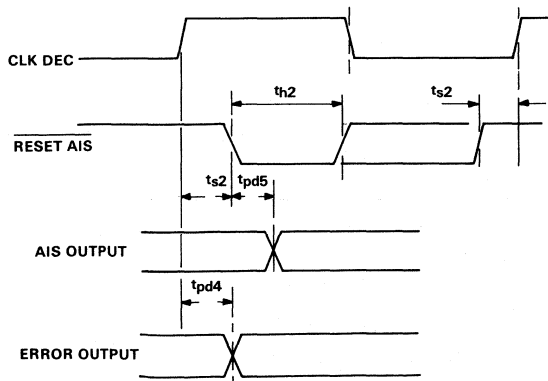 CLK DEC
th2
ts2
RESET AIS
ts2
tpd5
AIS OUTPUT
tpd4
ERROR OUTPUT